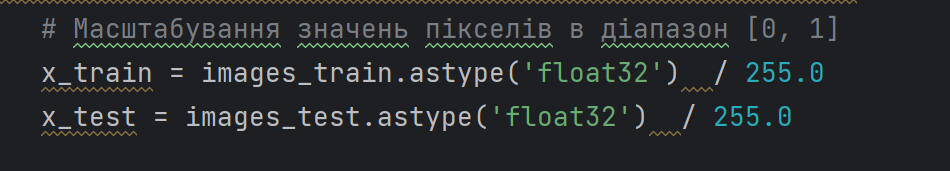 # Масштабування значень пікселів в діапазон [0, 1]
x_train = images_train.astype('float32')  / 255.0
x_test = images_test.astype('float32')  / 255.0